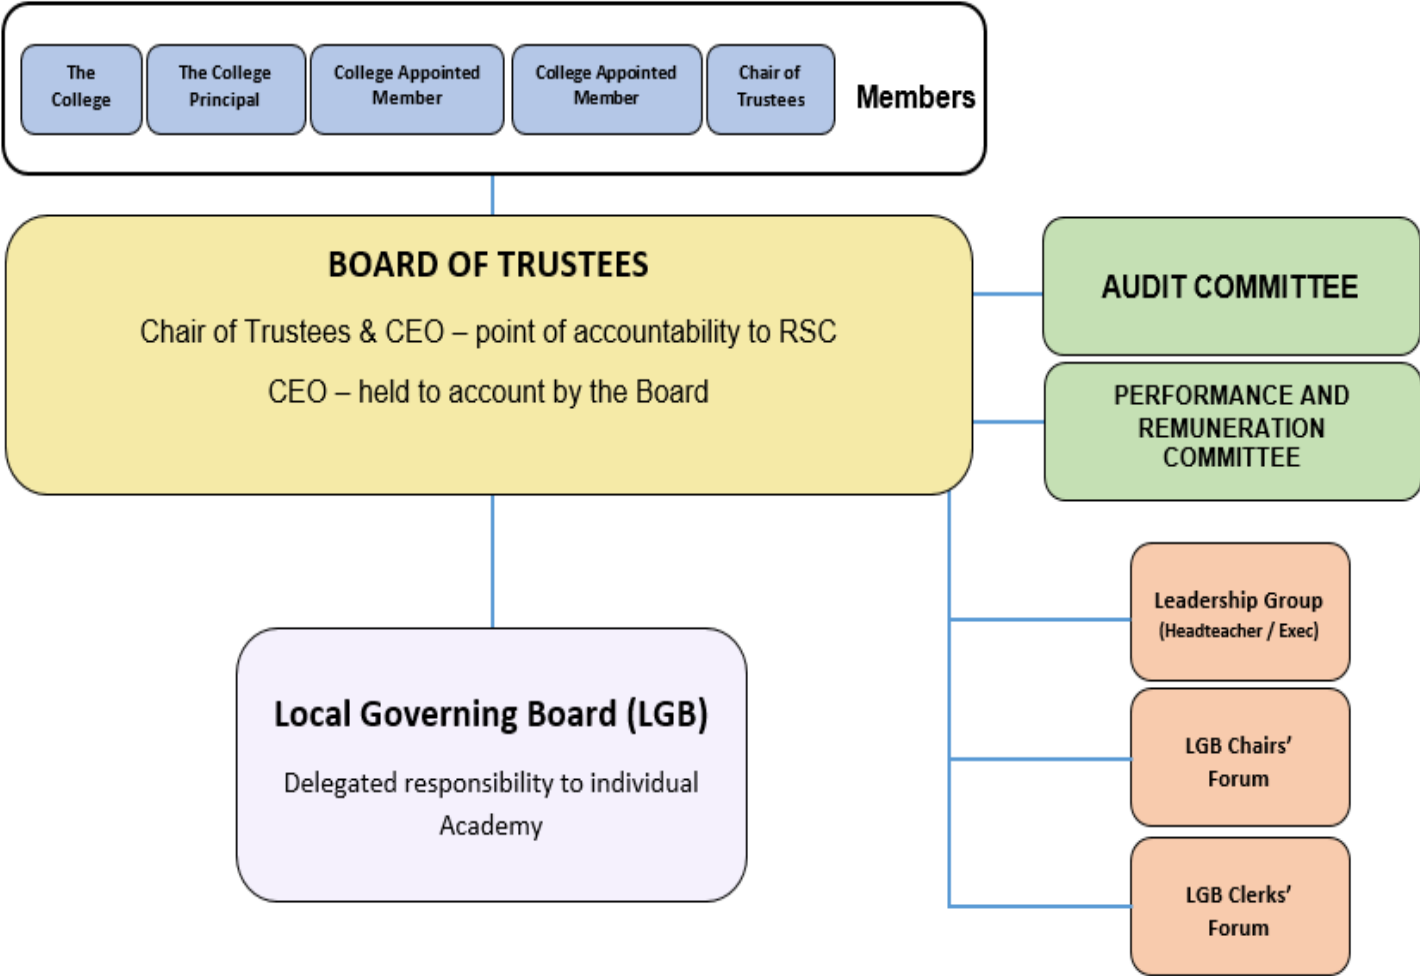 The
College
The College
Principal
College Appointed
Member
College Appointed
Member
Chair of
Trustees
Members
BOARD OF TRUSTEES
Chair of Trustees & CEO – point of accountability to RSC
CEO – held to account by the Board
AUDIT COMMITTEE
PERFORMANCE AND
REMUNERATION
COMMITTEE
Local Governing Board (LGB)
Delegated responsibility to individual
Academy
Leadership Group
(Headteacher / Exec)
LGB Chairs’
Forum
LGB Clerks’
Forum